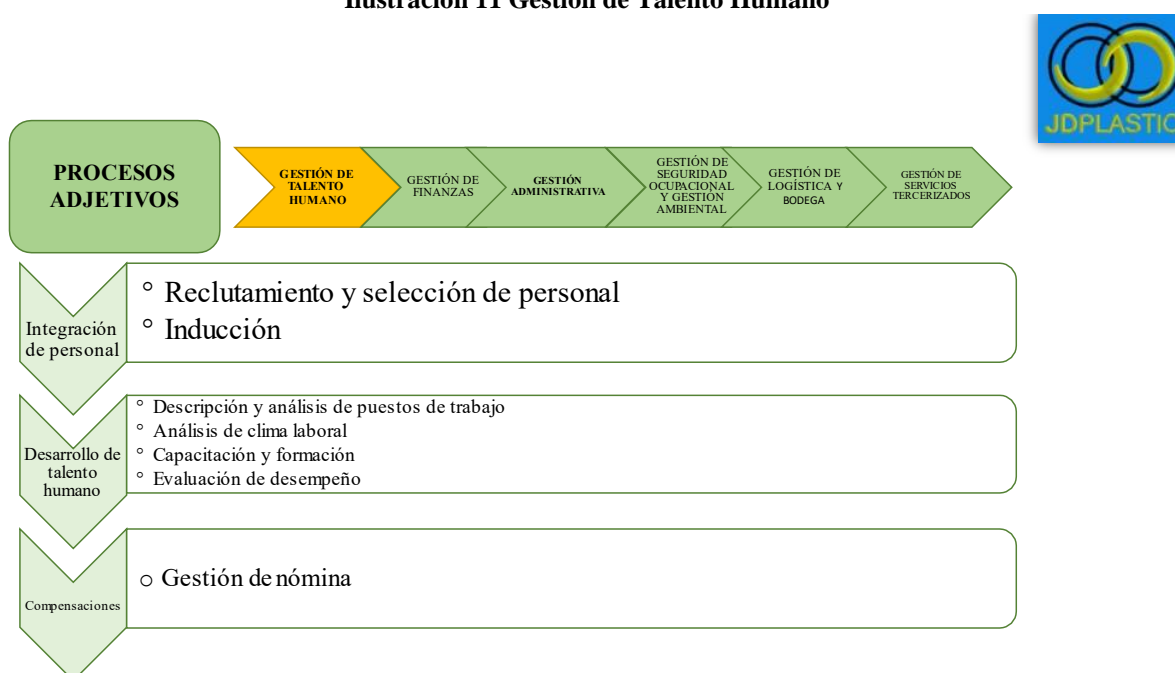 Ilustración 11 Gestión de Talento Humano
JDPLASTIC
PROCESOS
ADJETIVOS
GESTIÓN DE
TALENTO
HUMANO
GESTIÓN DE
FINANZAS
GESTIÓN
ADMINISTRATIVA
GESTIÓN DE
SEGURIDAD
OCUPACIONAL
Y GESTIÓN
AMBIENTAL
GESTIÓN DE
LOGÍSTICA Y
BODEGA
GESTIÓN DE
SERVICIOS
TERCERIZADOS
Integración
de personal
° Reclutamiento y selección de personal
° Inducción
Desarrollo de
talento
humano
° Descripción y análisis de puestos de trabajo
° Análisis de clima laboral
° Capacitación y formación
° Evaluación de desempeño
Compensaciones
o Gestión de nómina